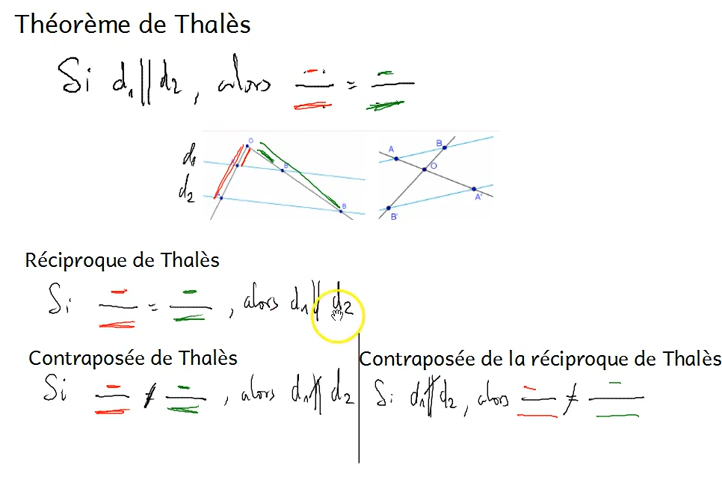 Théorème de Thalès
Si d₁ // d₂, alors — = —
d₁
d₂
O
B
B
A
B
O
A'
B'
Réciproque de Thalès
Si — = —, alors d₁ // d₂
Contraposée de Thalès
Si — ≠ —, alors d₁ ∦ d₂
Contraposée de la réciproque de Thalès
Si d₁ ∦ d₂, alors — ≠ —